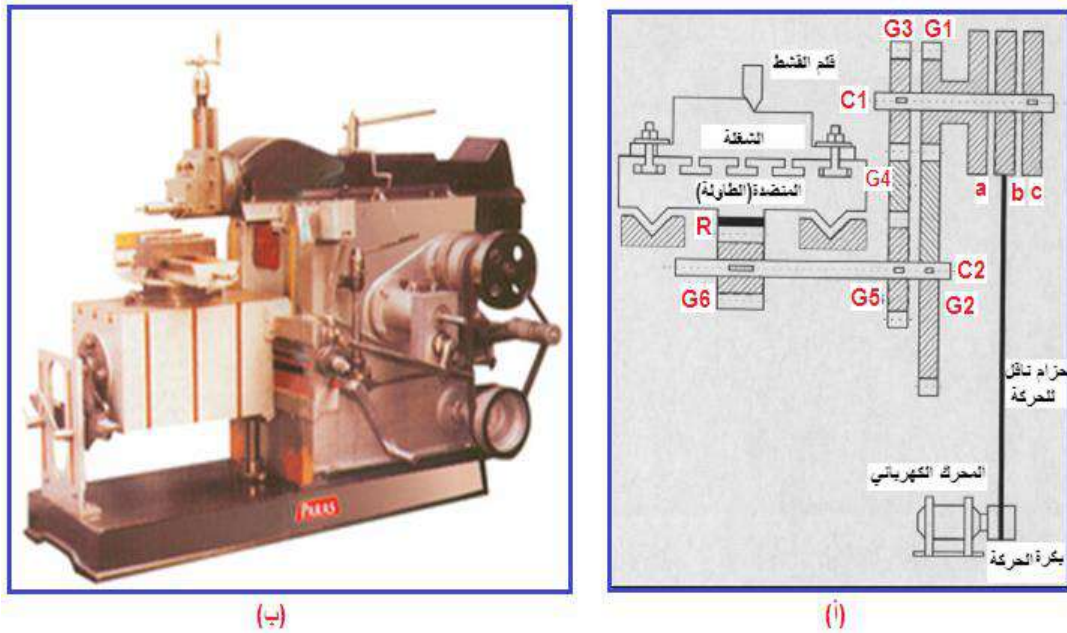 G3 G1
قلم القشط
C1
الشغلة
a b c
G4
المنضدة(الطاولة)
R
C2
G6 G5 G2
حزام ناقل
للحركة
المحرك الكهربائي
بكرة الحركة
PARAS
(أ)
(ب)